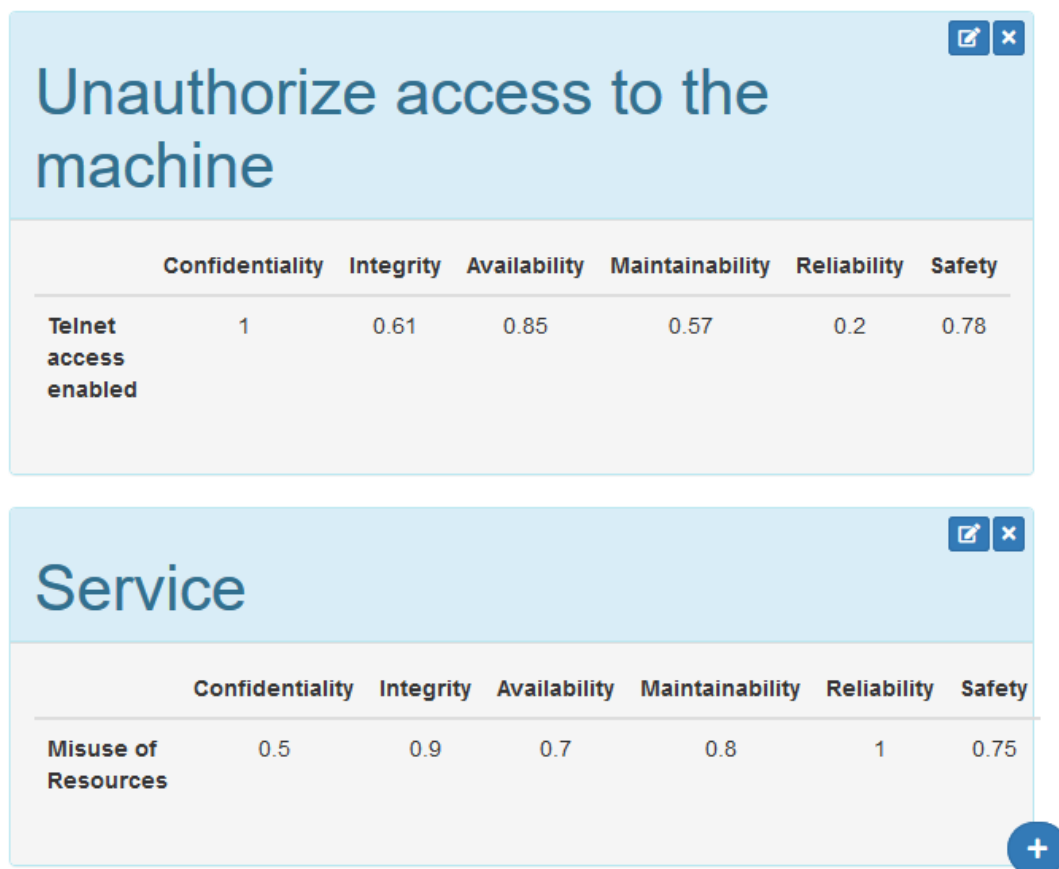 Unauthorize access to the
machine
Confidentiality Integrity Availability Maintainability Reliability Safety
Telnet 1 0.61 0.85 0.57 0.2 0.78
access
enabled
Service
Confidentiality Integrity Availability Maintainability Reliability Safety
Misuse of 0.5 0.9 0.7 0.8 1 0.75
Resources